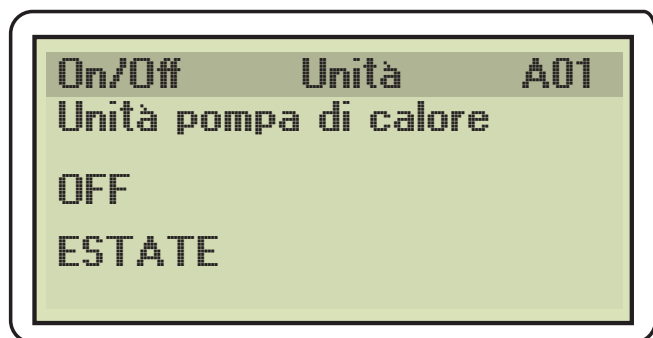 On/Off Unità A01
Unità pompa di calore
OFF
ESTATE